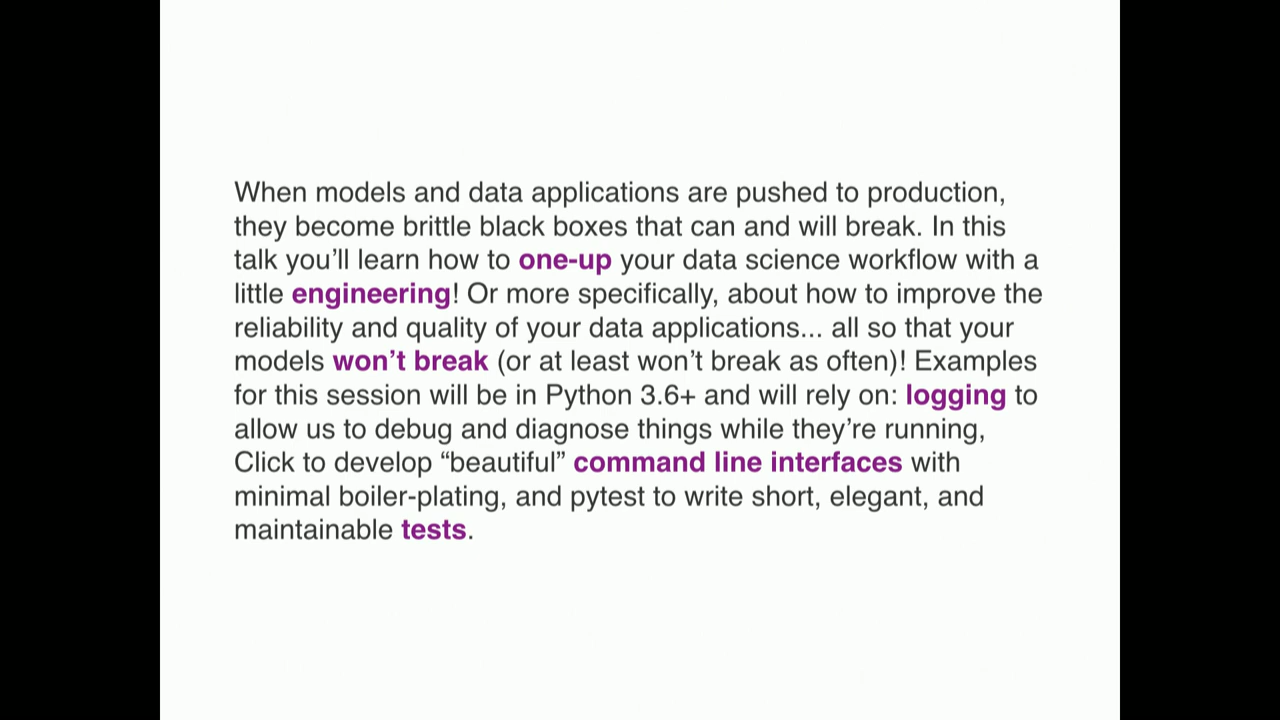 When models and data applications are pushed to production,
they become brittle black boxes that can and will break. In this
talk you’ll learn how to one-up your data science workflow with a
little engineering! Or more specifically, about how to improve the
reliability and quality of your data applications... all so that your
models won’t break (or at least won’t break as often)! Examples
for this session will be in Python 3.6+ and will rely on: logging to
allow us to debug and diagnose things while they’re running,
Click to develop “beautiful” command line interfaces with
minimal boiler-plating, and pytest to write short, elegant, and
maintainable tests.